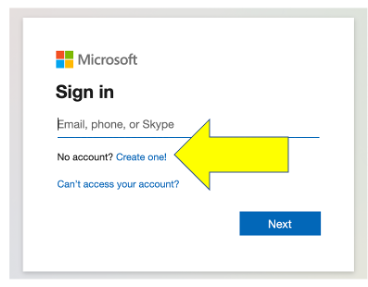 Microsoft
Sign in
Email, phone, or Skype
No account? Create one!
Can't access your account?
Next